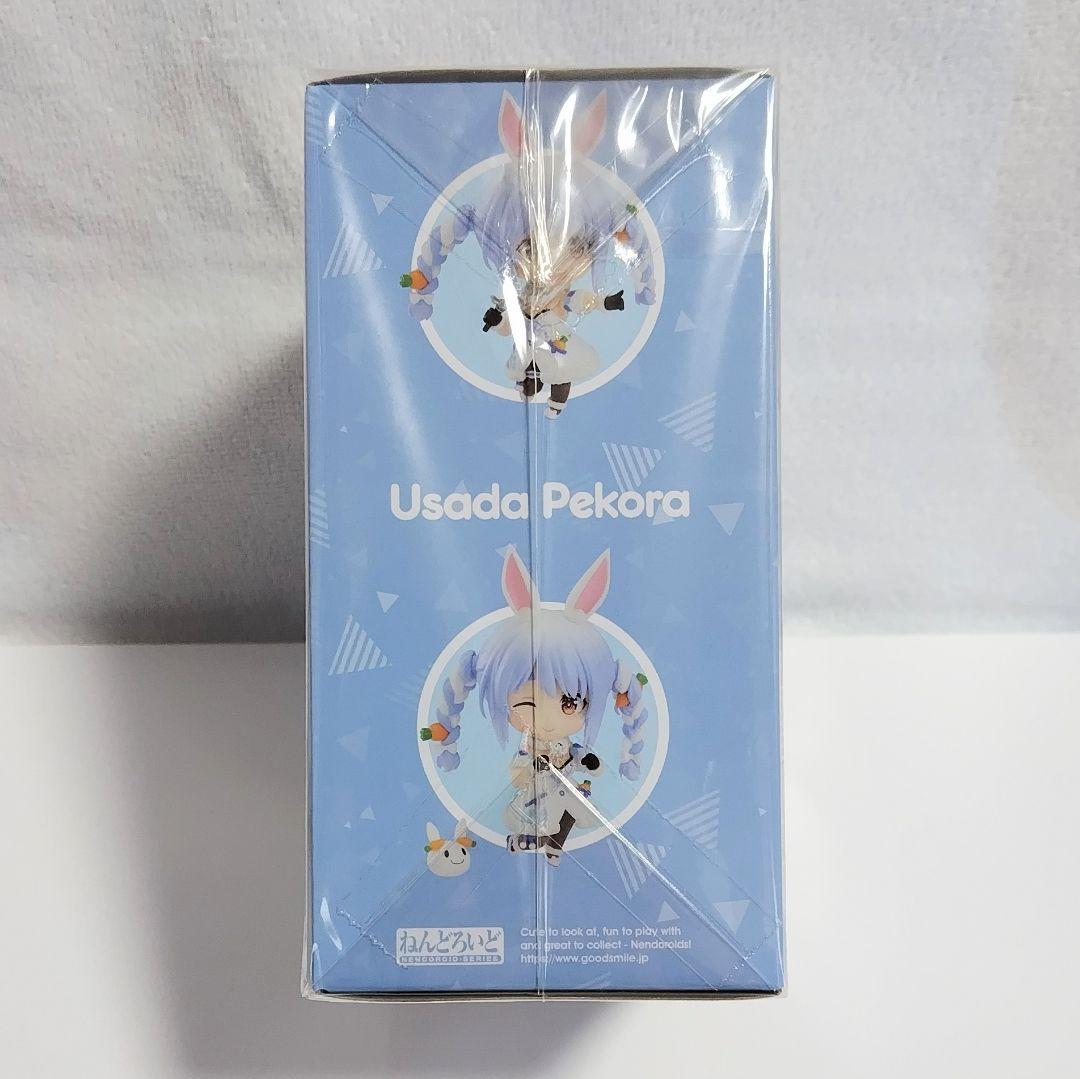 Usada Pekora
ねんどろいど
NENDOROID SERIES
Cute to look at, fun to play with
and great to collect - Nendoroids!
https://www.goodsmile.jp